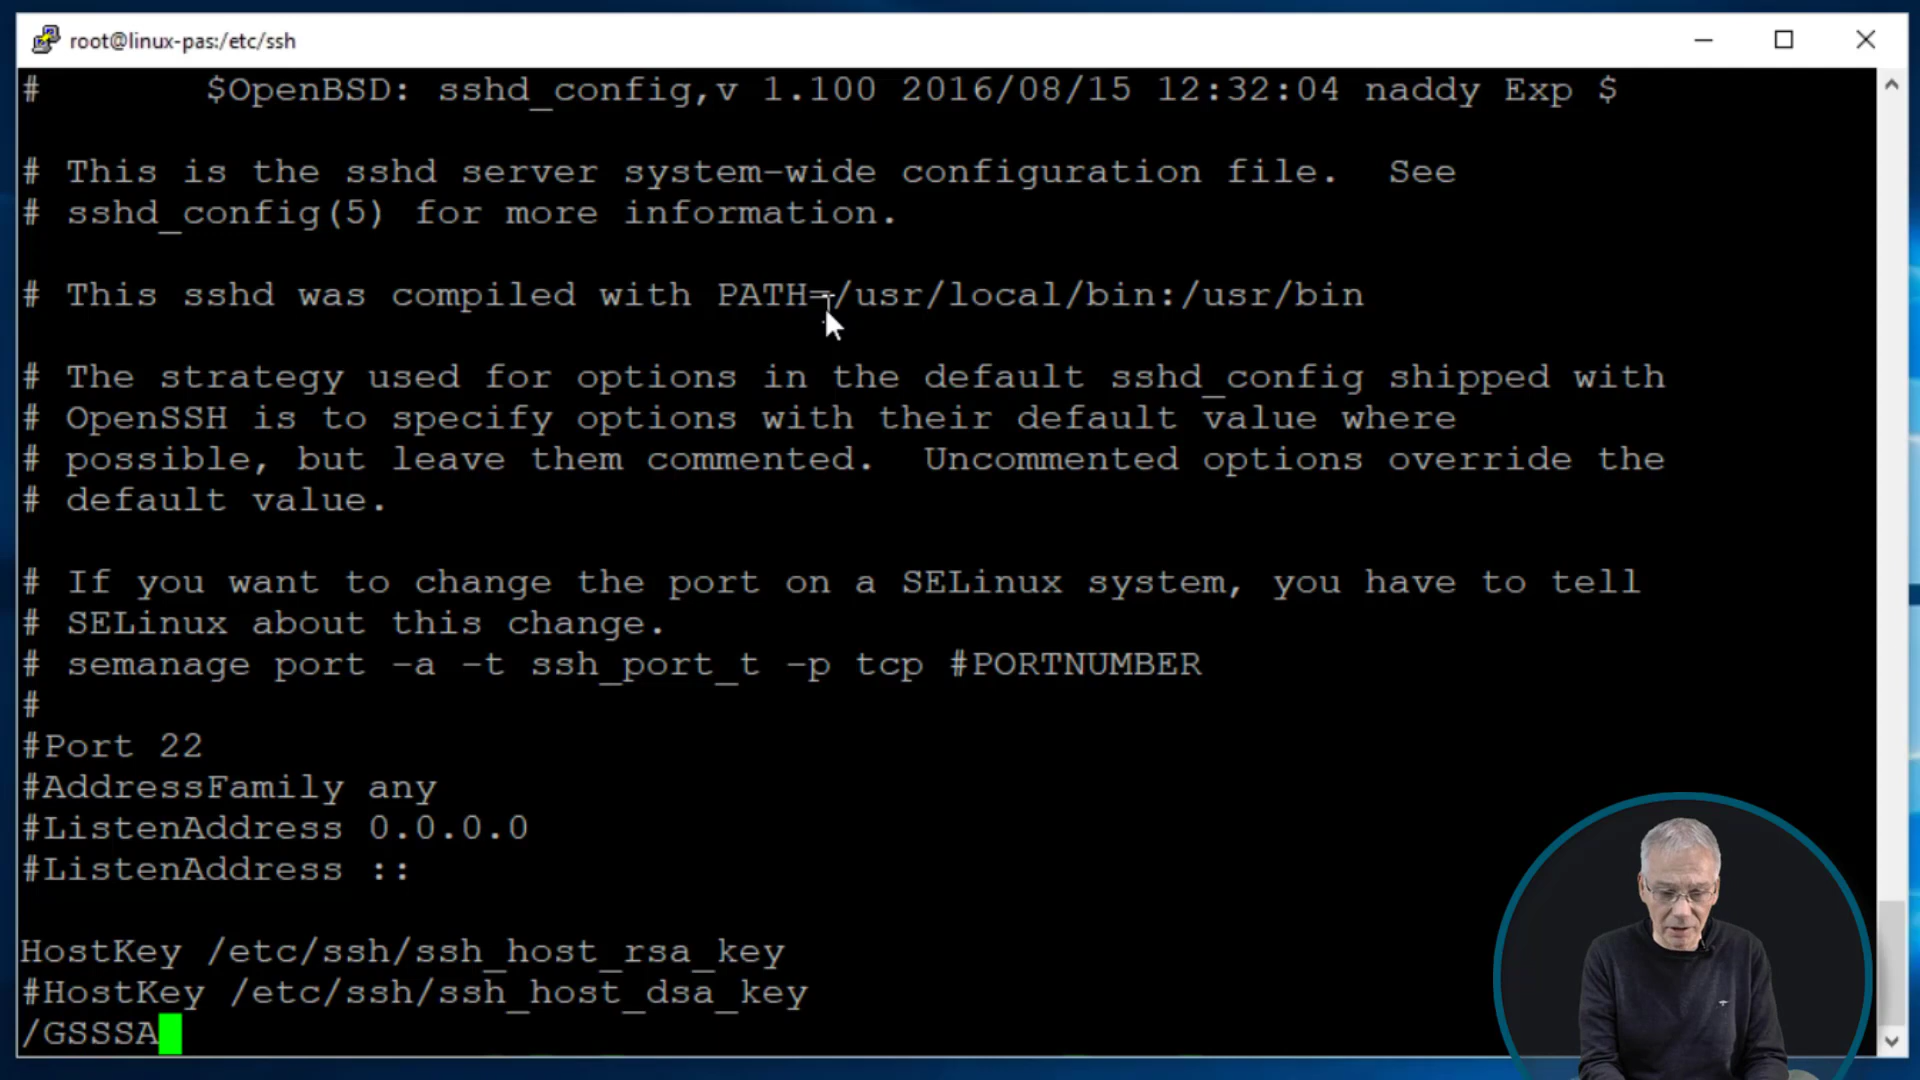 root@linux-pas:/etc/ssh
# $OpenBSD: sshd_config,v 1.100 2016/08/15 12:32:04 naddy Exp $
# This is the sshd server system-wide configuration file. See
# sshd_config(5) for more information.
# This sshd was compiled with PATH=/usr/local/bin:/usr/bin
# The strategy used for options in the default sshd_config shipped with
# OpenSSH is to specify options with their default value where
# possible, but leave them commented. Uncommented options override the
# default value.
# If you want to change the port on a SELinux system, you have to tell
# SELinux about this change.
# semanage port -a -t ssh_port_t -p tcp #PORTNUMBER
#
#Port 22
#AddressFamily any
#ListenAddress 0.0.0.0
#ListenAddress ::
HostKey /etc/ssh/ssh_host_rsa_key
#HostKey /etc/ssh/ssh_host_dsa_key
/GSSSA